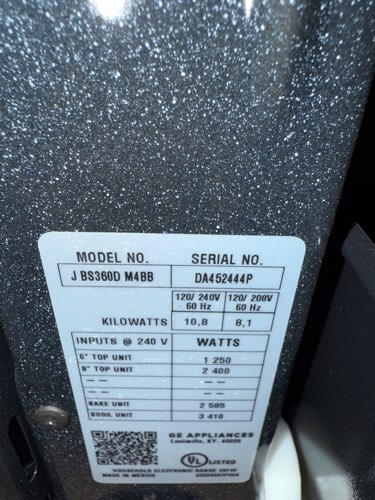 MODEL NO. SERIAL NO.
J BS360D M4BB DA452444P
120/ 240V 120/ 208V
60 Hz 60 Hz
KILOWATTS 10,8 8,1
INPUTS @ 240 V WATTS
6" TOP UNIT 1 250
8" TOP UNIT 2 400
-- -- --
-- -- --
BAKE UNIT 2 585
BROIL UNIT 3 410
GE APPLIANCES
Louisville, KY. 40225
UL LISTED
HOUSEHOLD ELECTRONIC RANGE
MADE IN MEXICO